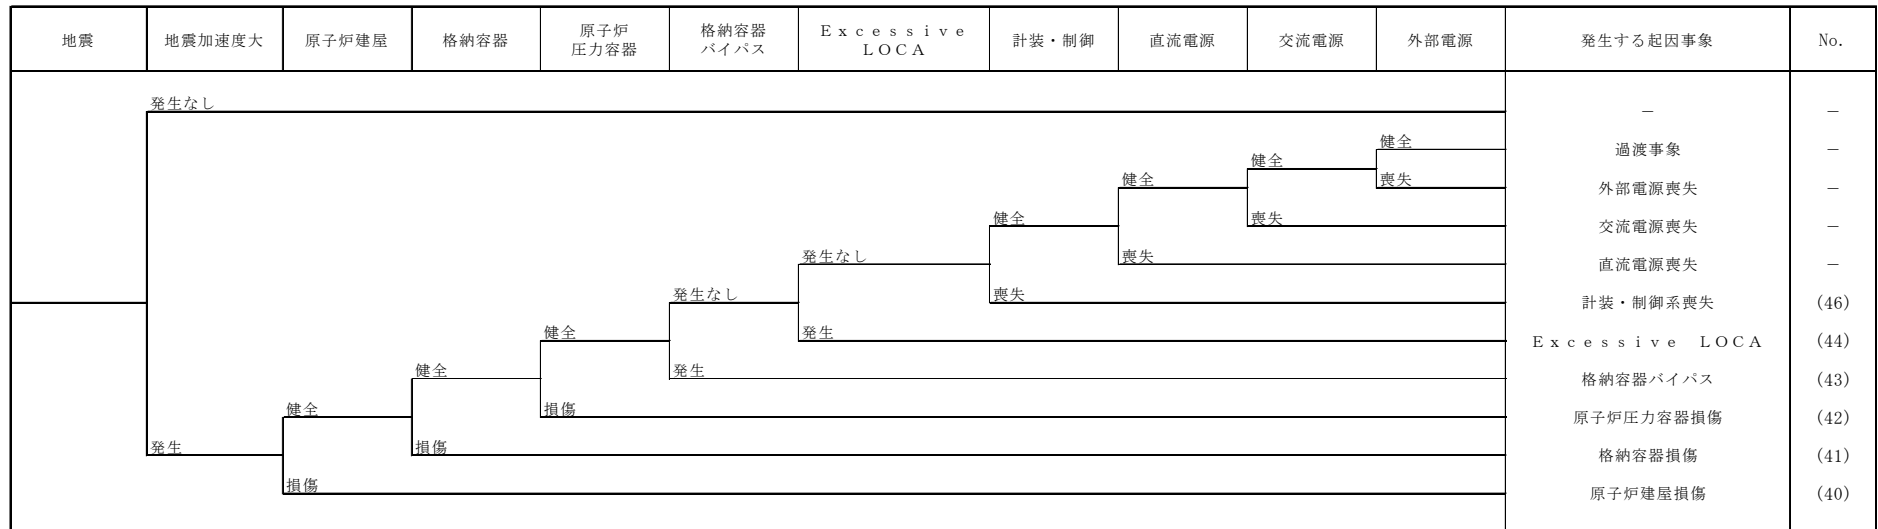 地震
地震加速度大
原子炉建屋
格納容器
原子炉
圧力容器
格納容器
バイパス
Ｅｘｃｅｓｓｉｖｅ
ＬＯＣＡ
計装・制御
直流電源
交流電源
外部電源
発生する起因事象
No.
発生なし
－
－
健全
過渡事象
－
健全
健全
喪失
外部電源喪失
－
健全
喪失
交流電源喪失
－
発生なし
喪失
直流電源喪失
－
発生なし
喪失
計装・制御系喪失
(46)
健全
発生
Ｅｘｃｅｓｓｉｖｅ　ＬＯＣＡ
(44)
健全
発生
格納容器バイパス
(43)
健全
損傷
原子炉圧力容器損傷
(42)
発生
損傷
格納容器損傷
(41)
損傷
原子炉建屋損傷
(40)